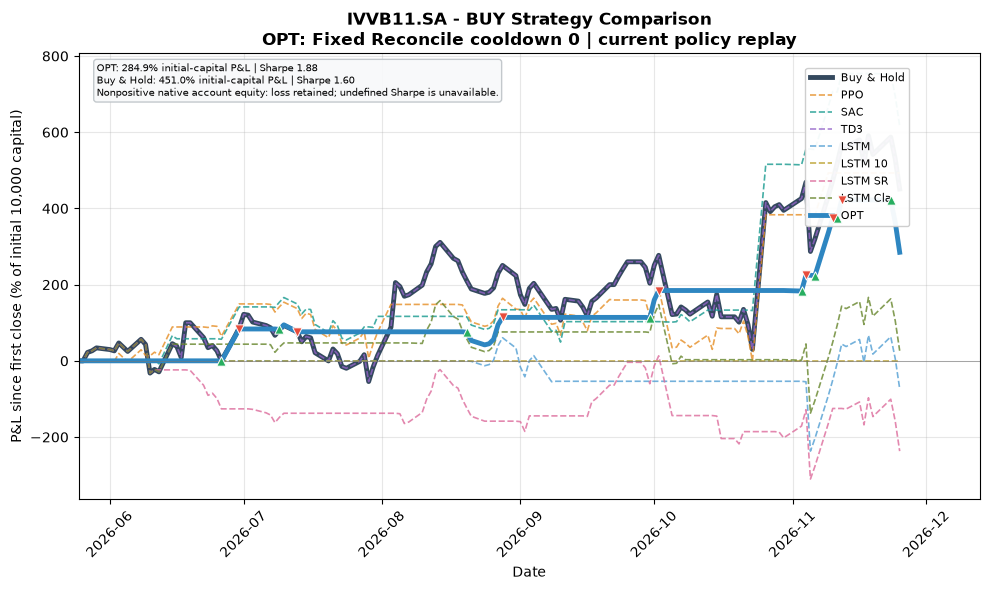 IVVB11.SA - BUY Strategy Comparison
OPT: Fixed Reconcile cooldown 0 | current policy replay
OPT: 284.9% initial-capital P&L | Sharpe 1.88
Buy & Hold: 451.0% initial-capital P&L | Sharpe 1.60
Nonpositive native account equity: loss retained; undefined Sharpe is unavailable.
Buy & Hold
PPO
SAC
TD3
LSTM
LSTM 10
LSTM SR
LSTM Cla
OPT
P&L since first close (% of initial 10,000 capital)
800
600
400
200
0
−200
2026-06
2026-07
2026-08
2026-09
2026-10
2026-11
2026-12
Date